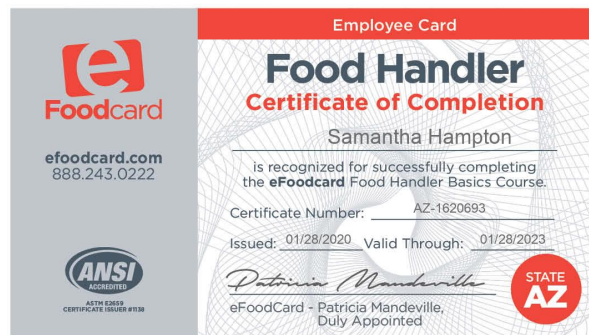 Employee Card
e
Foodcard
efoodcard.com
888.243.0222
ANSI
ACCREDITED
ASTM E2659
CERTIFICATE ISSUER #1138
Food Handler
Certificate of Completion
Samantha Hampton
is recognized for successfully completing
the eFoodcard Food Handler Basics Course.
Certificate Number: AZ-1620693
Issued: 01/28/2020 Valid Through: 01/28/2023
Patricia Mandeville
eFoodCard - Patricia Mandeville,
Duly Appointed
STATE
AZ